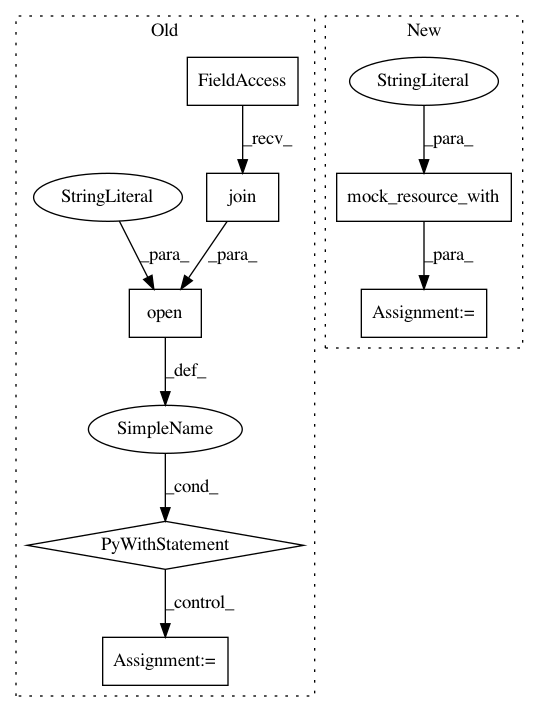 Old
New
FieldAccess
StringLiteral
_recv_
_para_
StringLiteral
join
mock_resource_with
_para_
_para_
_para_
open
Assignment:=
_def_
SimpleName
_cond_
PyWithStatement
_control_
Assignment:=